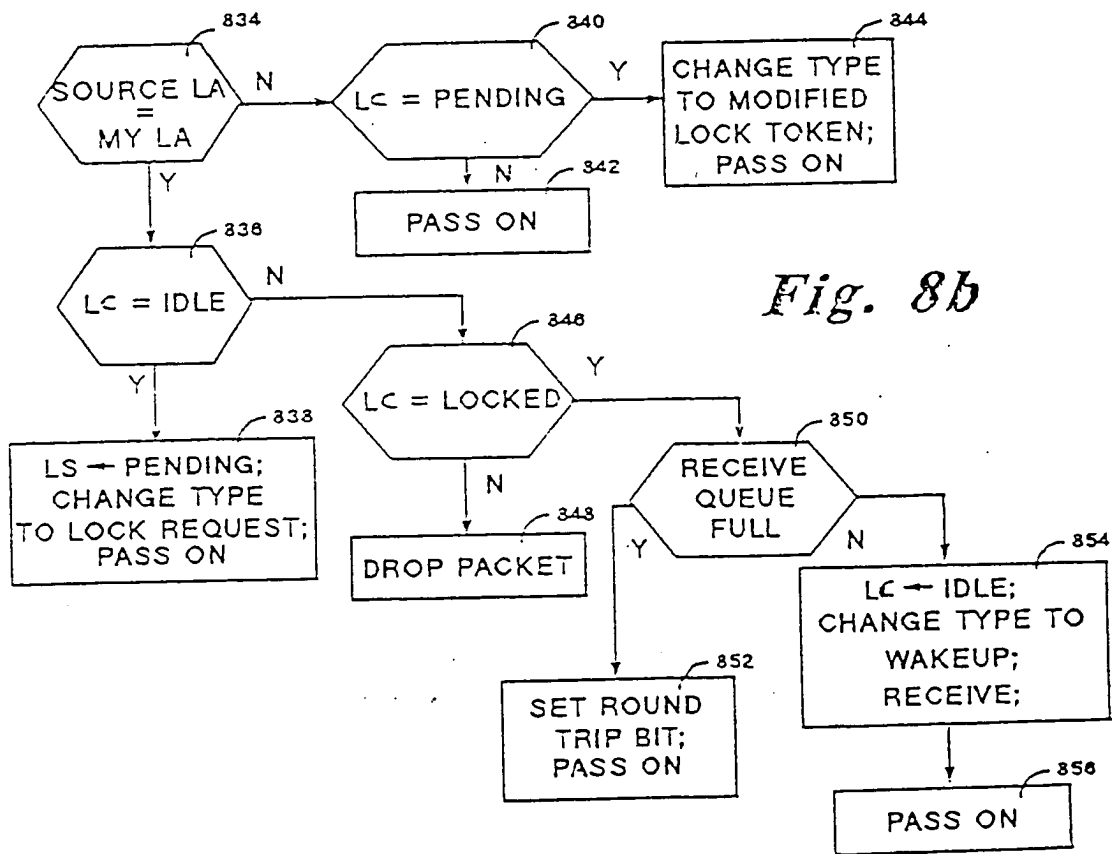 834
SOURCE LA
=
MY LA
N
840
LC = PENDING
Y
844
CHANGE TYPE
TO MODIFIED
LOCK TOKEN;
PASS ON
N
842
PASS ON
Y
836
LC = IDLE
N
Fig. 8b
846
LC = LOCKED
Y
Y
838
LS ← PENDING;
CHANGE TYPE
TO LOCK REQUEST;
PASS ON
850
RECEIVE
QUEUE
FULL
N
848
DROP PACKET
Y
N
854
LC ← IDLE;
CHANGE TYPE TO
WAKEUP;
RECEIVE;
852
SET ROUND
TRIP BIT;
PASS ON
856
PASS ON